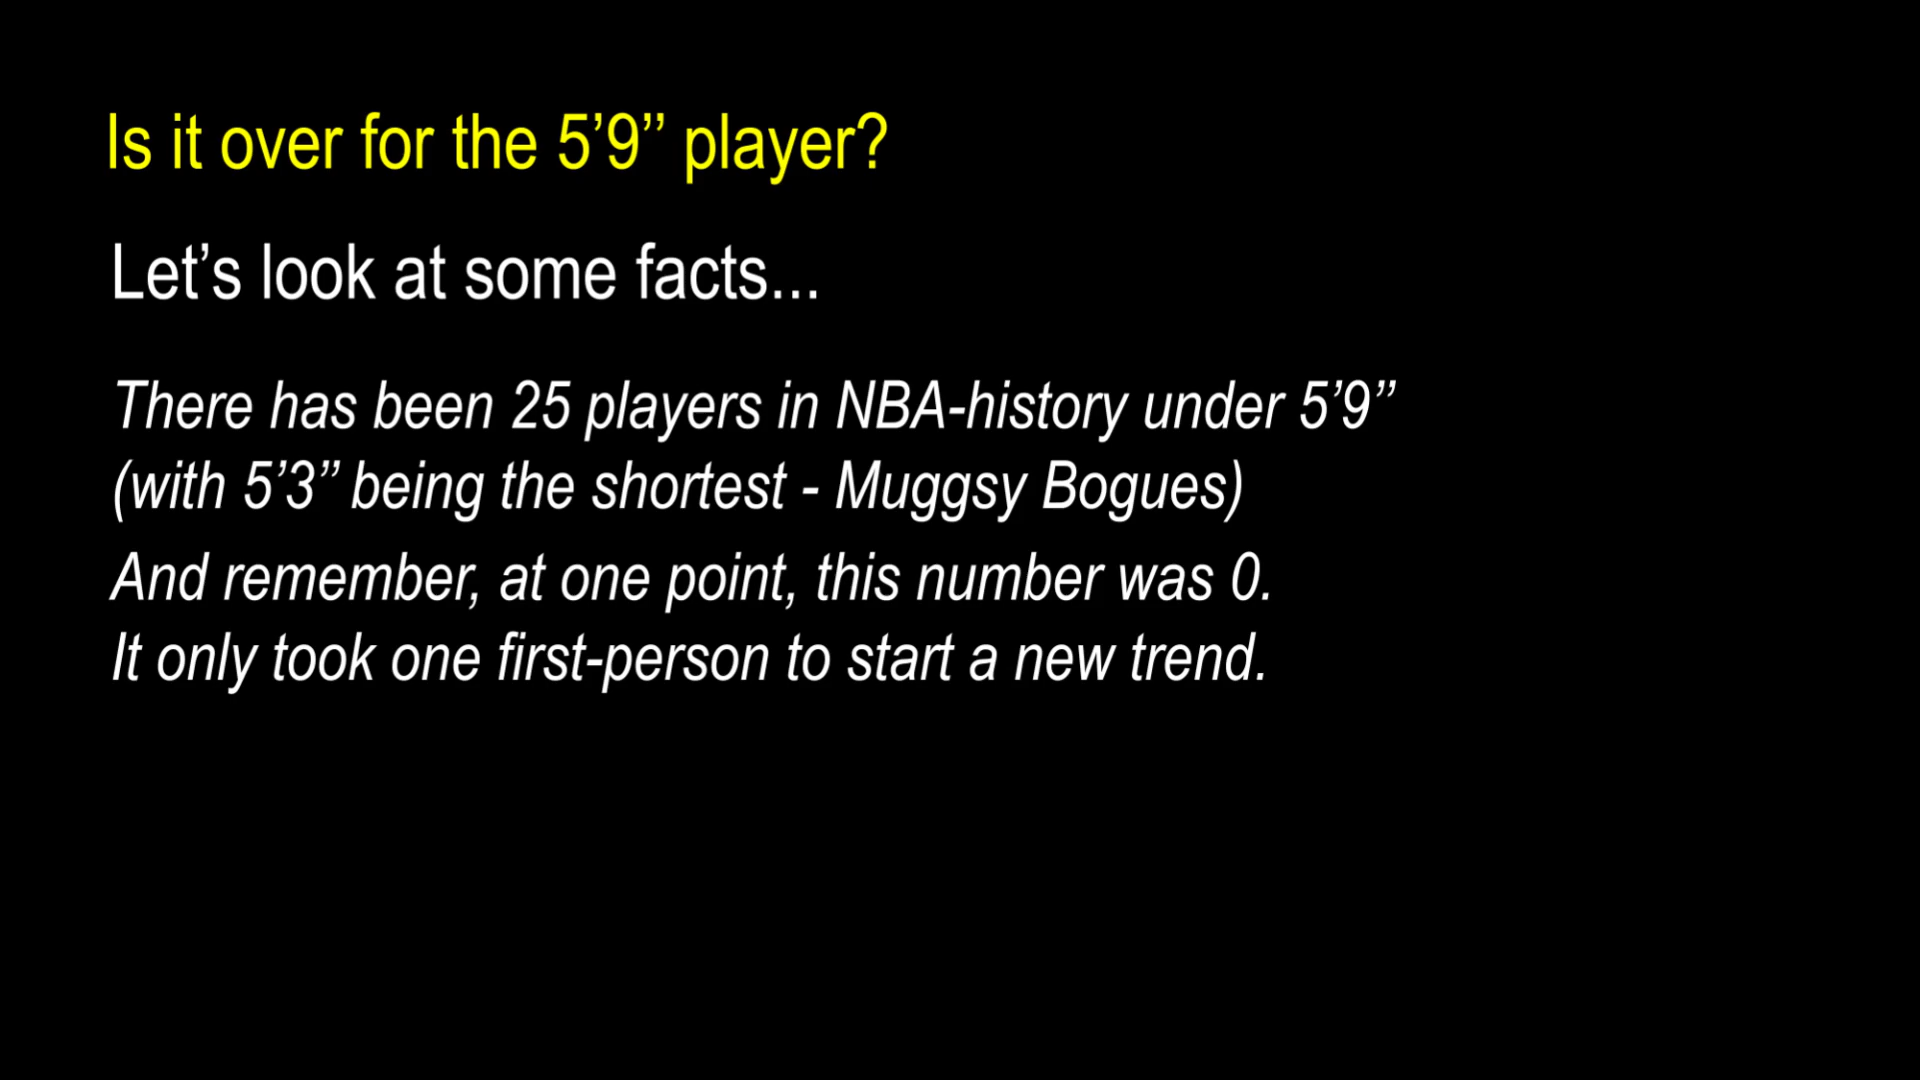 Is it over for the 5’9’’ player?
Let’s look at some facts...
There has been 25 players in NBA-history under 5’9’’
(with 5’3’’ being the shortest - Muggsy Bogues)
And remember, at one point, this number was 0.
It only took one first-person to start a new trend.